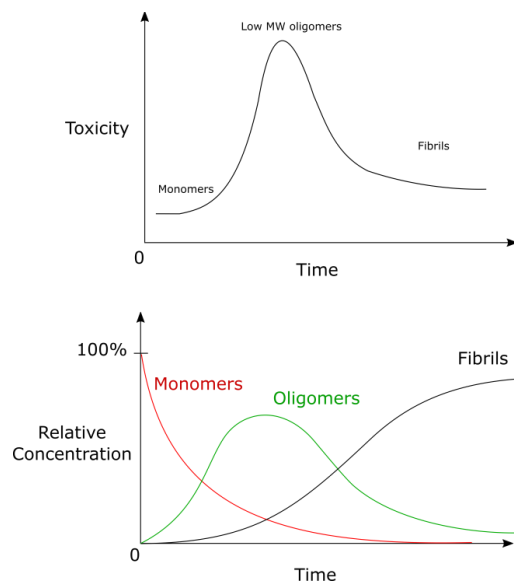 Low MW oligomers
Toxicity
Fibrils
Monomers
0
Time
100%
Fibrils
Monomers
Oligomers
Relative
Concentration
0
Time